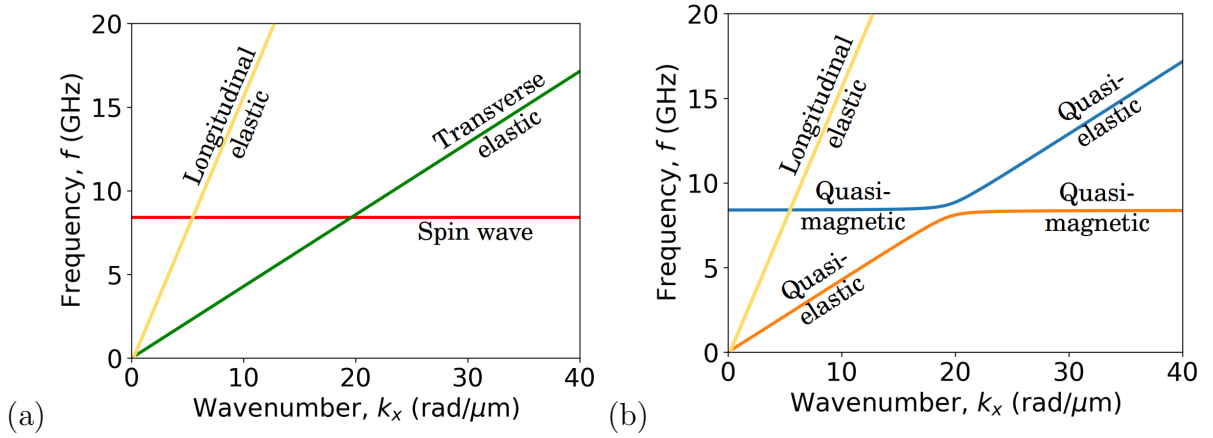 20
15
10
5
0
Frequency, f (GHz)
Longitudinal
elastic
Transverse
elastic
Spin wave
0 10 20 30 40
Wavenumber, kₓ (rad/μm)
(a)
20
15
10
5
0
Frequency, f (GHz)
Longitudinal
elastic
Quasi-
elastic
Quasi-
magnetic
Quasi-
magnetic
Quasi-
elastic
0 10 20 30 40
Wavenumber, kₓ (rad/μm)
(b)